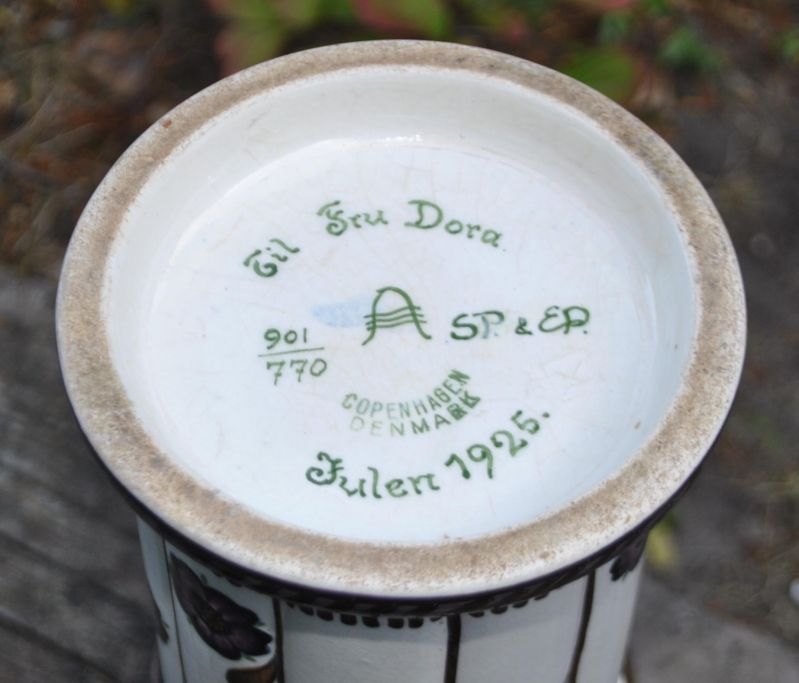 Til Fru Dora
901
770
SP. & EP.
COPENHAGEN
DENMARK
Julen 1925.